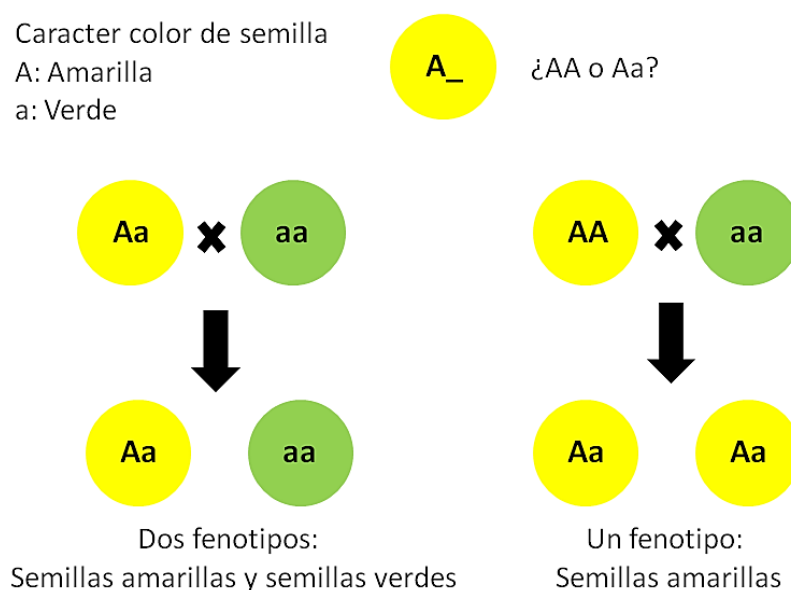 Caracter color de semilla
A: Amarilla
a: Verde
A_
¿AA o Aa?
Aa
aa
AA
aa
Aa
aa
Aa
Aa
Dos fenotipos:
Semillas amarillas y semillas verdes
Un fenotipo:
Semillas amarillas